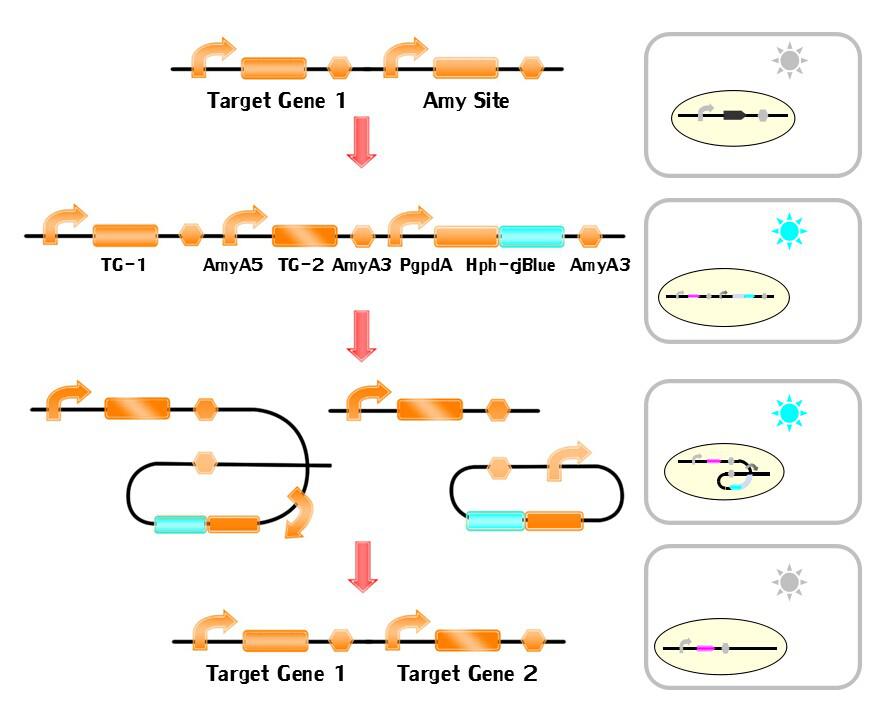 Target Gene 1 Amy Site
TG-1 AmyA5 TG-2 AmyA3 PgpdA Hph-cjBlue AmyA3
Target Gene 1 Target Gene 2